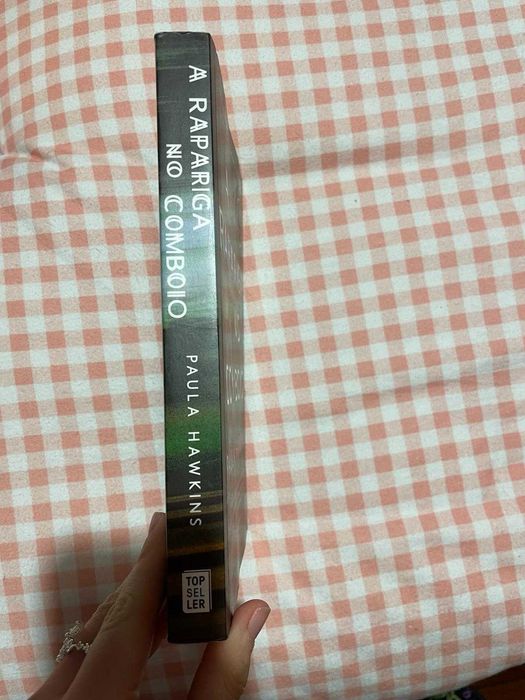 A RAPARIGA
NO COMBOIO
PAULA HAWKINS
TOP
SEL
LER